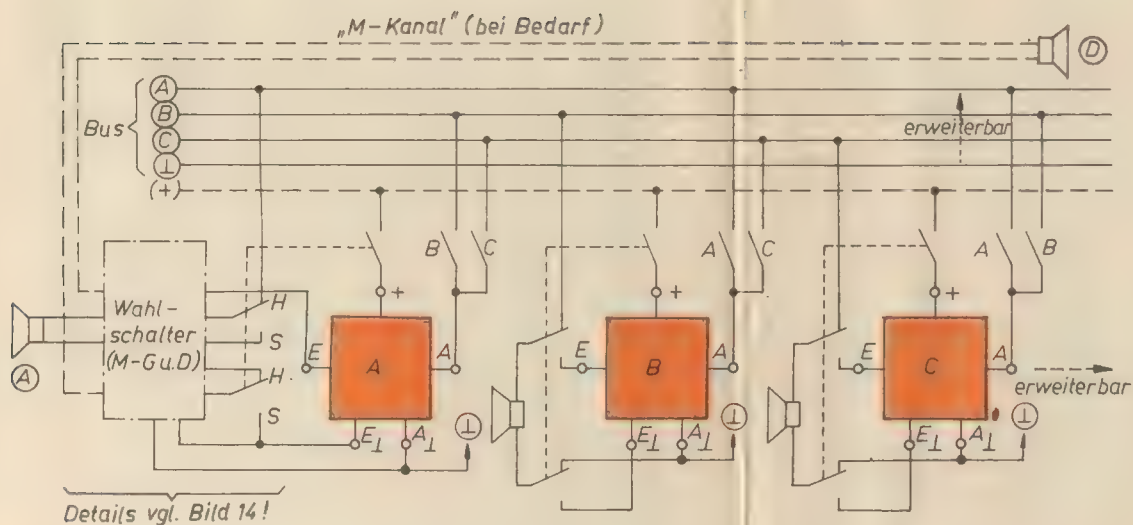 „M-Kanal" (bei Bedarf)
D
A
B
Bus
C
⊥
(+)
erweiterbar
B C
A C
A B
+ + +
H
S
H
S
Wahl-
schalter
(M-G u. D)
A
E A A
E⊥ A⊥ ⊥
E B A
E⊥ A⊥ ⊥
E C A
E⊥ A⊥ ⊥
erweiterbar
Details vgl. Bild 14!